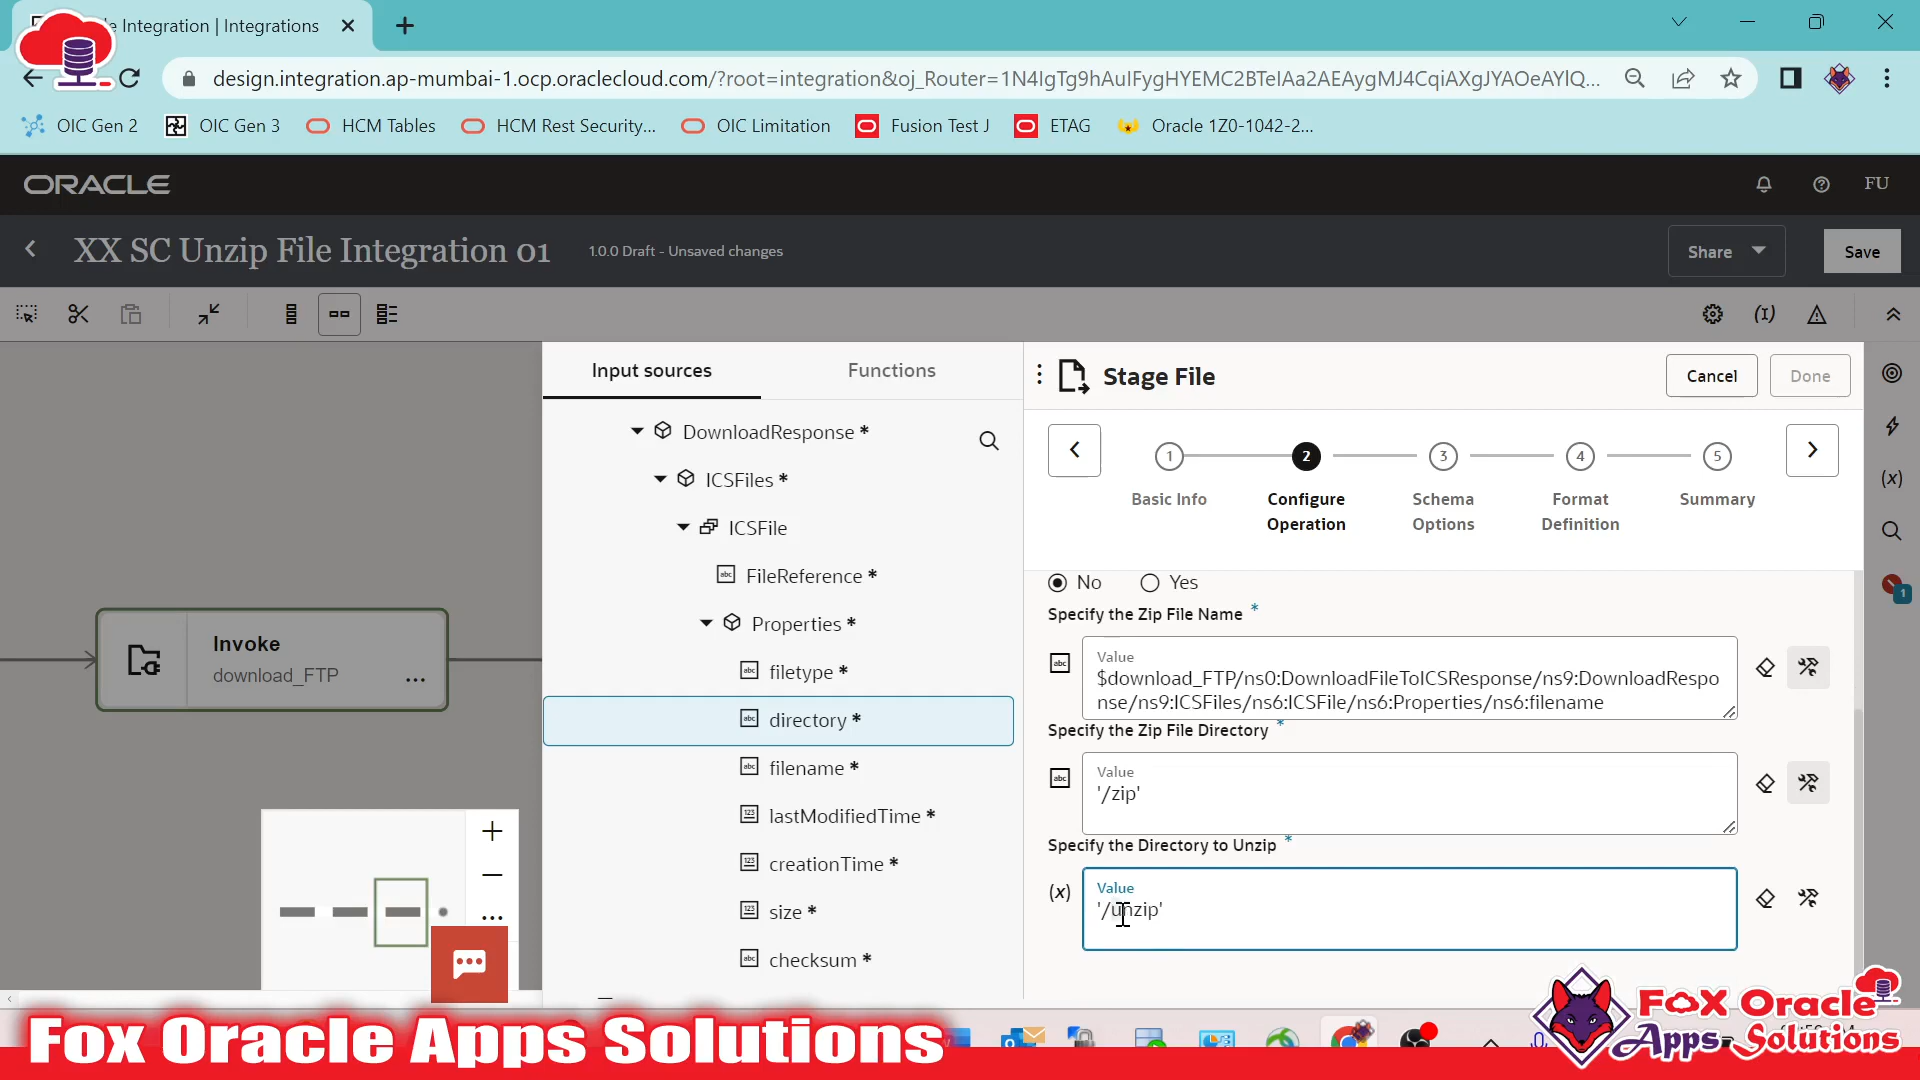 e Integration | Integrations
design.integration.ap-mumbai-1.ocp.oraclecloud.com/?root=integration&oj_Router=1N4IgTg9hAuIFygHYEMC2BTeIAa2AEAygMJ4CqiAXgJYAOeAYlQ...
OIC Gen 2
OIC Gen 3
HCM Tables
HCM Rest Security...
OIC Limitation
Fusion Test J
ETAG
Oracle 1Z0-1042-2...
ORACLE
FU
XX SC Unzip File Integration 01
1.0.0 Draft - Unsaved changes
Share
Save
Input sources
Functions
Stage File
Cancel
Done
DownloadResponse *
ICSFiles *
ICSFile
FileReference *
Properties *
filetype *
directory *
filename *
lastModifiedTime *
creationTime *
size *
checksum *
1
2
3
4
5
Basic Info
Configure
Operation
Schema
Options
Format
Definition
Summary
No
Yes
Specify the Zip File Name *
Value
$download_FTP/ns0:DownloadFileToICSResponse/ns9:DownloadRespo
nse/ns9:ICSFiles/ns6:ICSFile/ns6:Properties/ns6:filename
Specify the Zip File Directory *
Value
'/zip'
Specify the Directory to Unzip *
Value
'/unzip'
Invoke
download_FTP
...
1
Fox Oracle Apps Solutions
FoX Oracle
Apps Solutions